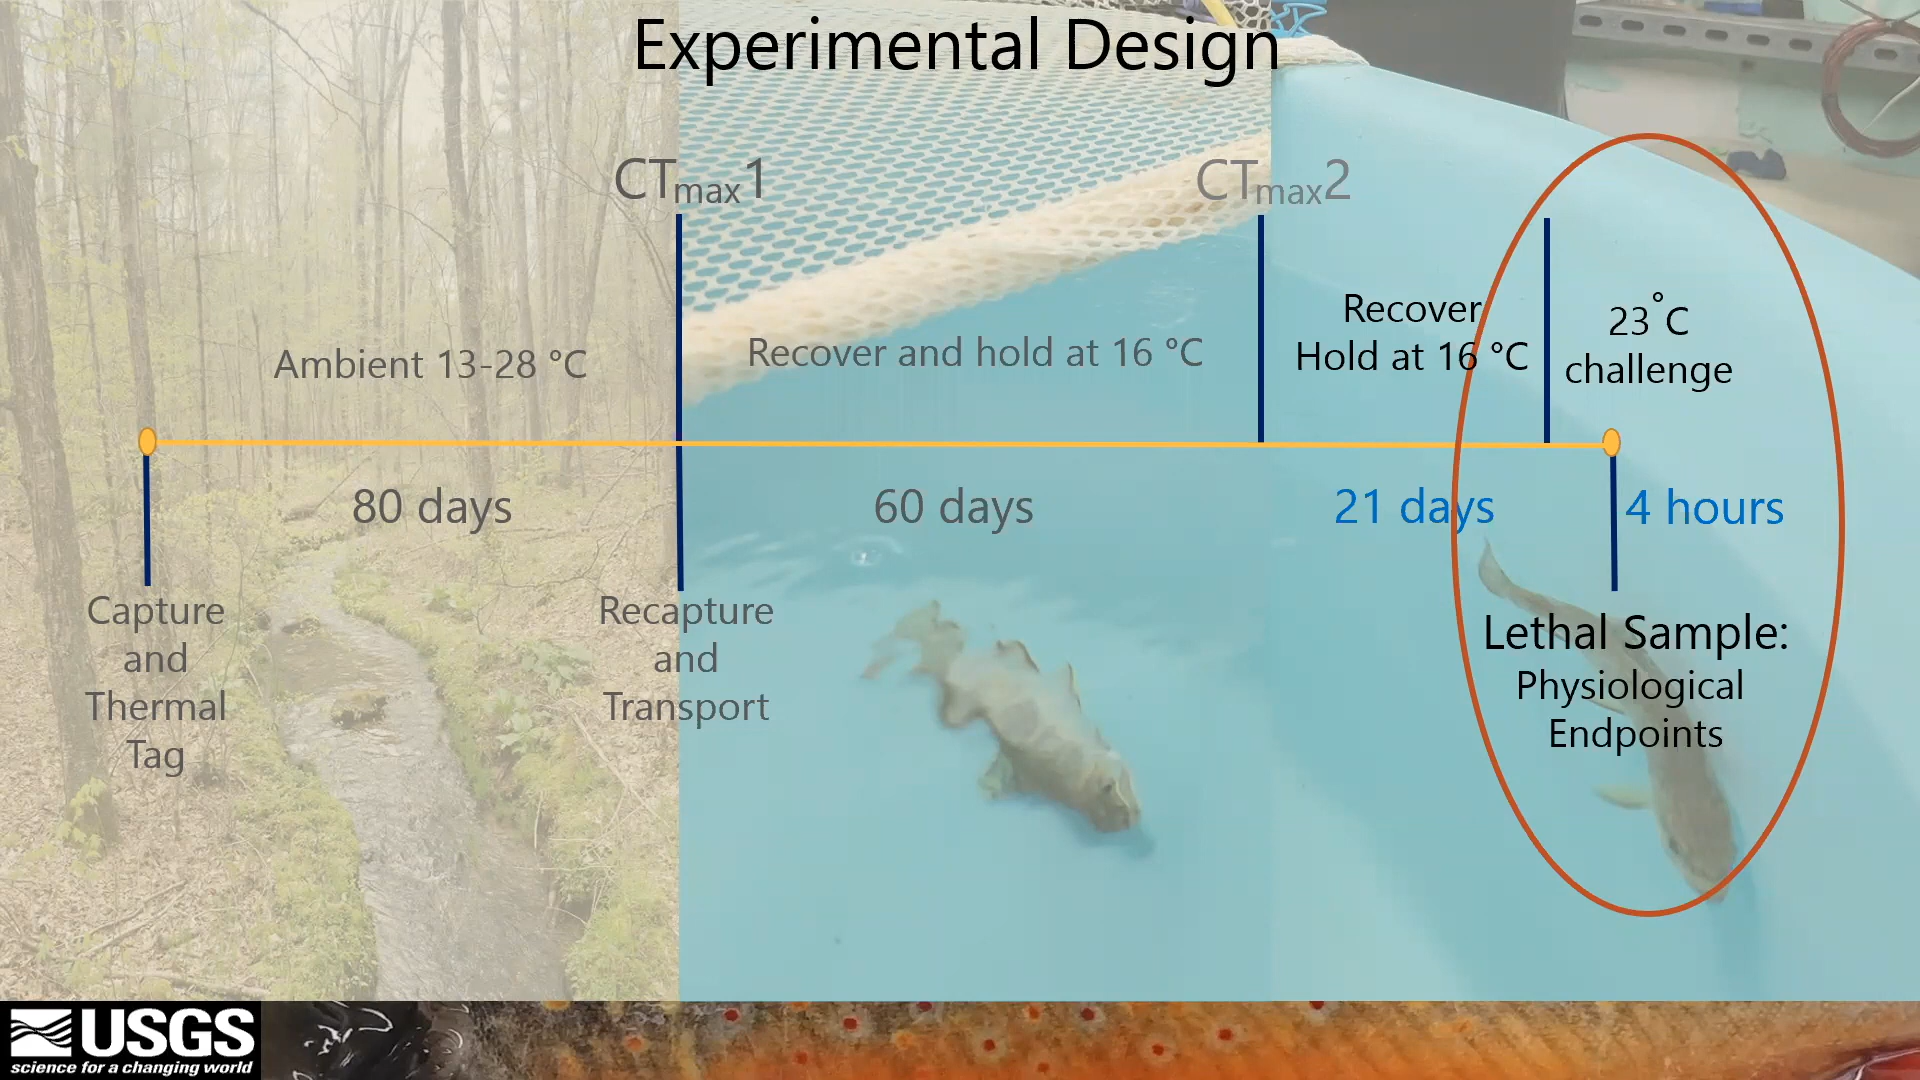 Experimental Design
CTmax1
CTmax2
Ambient 13-28 °C
Recover and hold at 16 °C
Recover
Hold at 16 °C
23°C
challenge
80 days
60 days
21 days
4 hours
Capture
and
Thermal
Tag
Recapture
and
Transport
Lethal Sample:
Physiological
Endpoints
USGS
science for a changing world